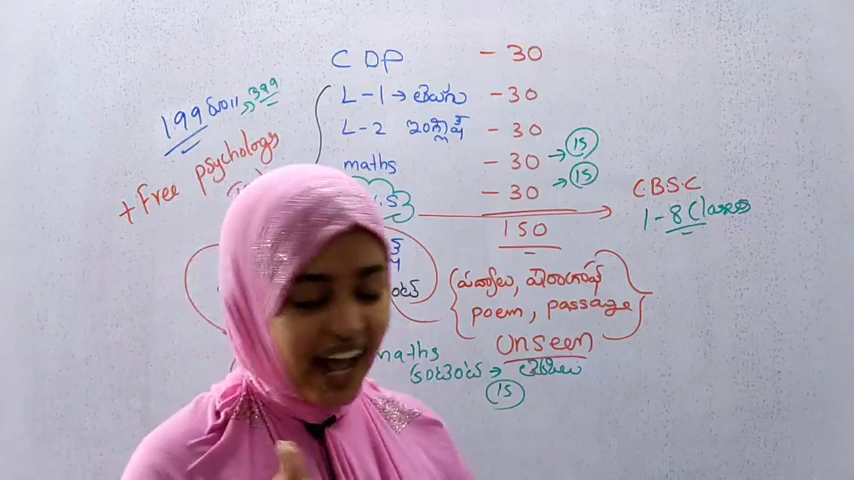 CDP - 30
199 రూ॥ → 399
L-1 → తెలుగు - 30
L-2 ఇంగ్లీష్ - 30
+ Free psychology
maths - 30 → 15
- 30 → 15
CBSC
1-8 Classes
150
పద్యాలు,
poem, passage
Unseen
maths
కంటెంట్ →
15